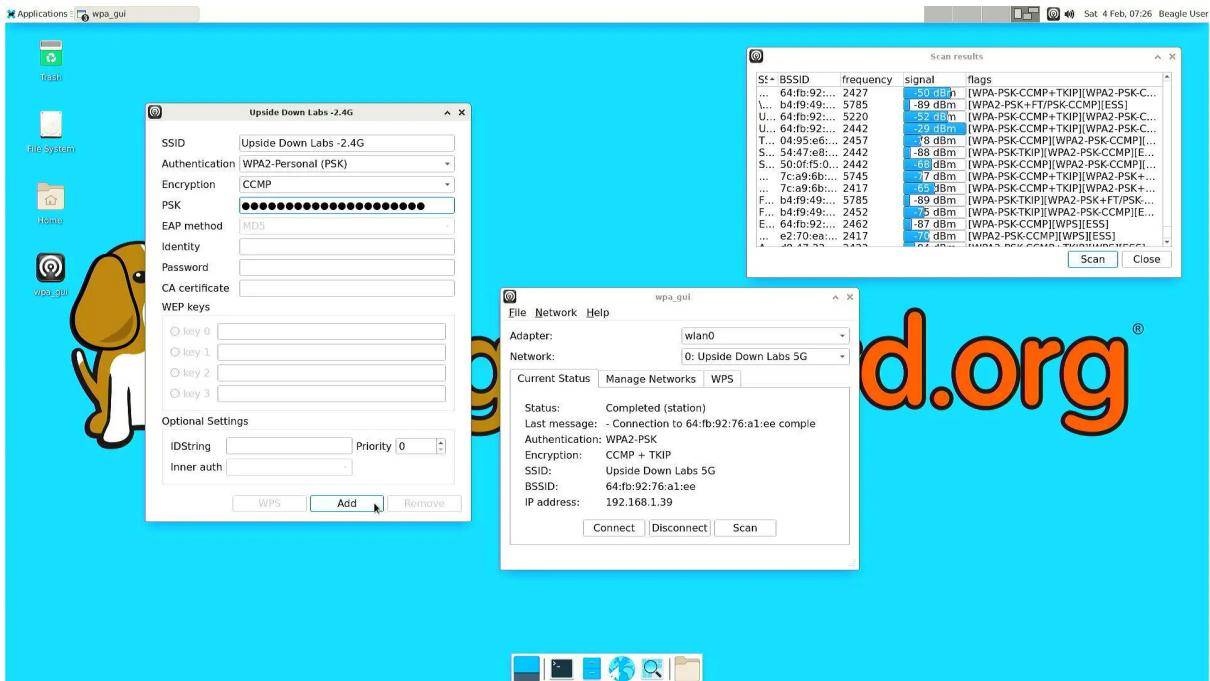 Applications wpa_gui Sat 4 Feb, 07:26 Beagle User
Trash
File System
Home
wpa_gui
Upside Down Labs -2.4G
SSID Upside Down Labs -2.4G
Authentication WPA2-Personal (PSK)
Encryption CCMP
PSK ●●●●●●●●●●●●●●●●●●●●●
EAP method MD5
Identity
Password
CA certificate
WEP keys
key 0
key 1
key 2
key 3
Optional Settings
IDString Priority 0
Inner auth
WPS Add Remove
Scan results
BSSID frequency signal flags
... 64:fb:92:... 2427 -50 dBm [WPA-PSK-CCMP+TKIP][WPA2-PSK-C...
\... b4:f9:49:... 5785 -89 dBm [WPA2-PSK+FT/PSK-CCMP][ESS]
U... 64:fb:92:... 5220 -52 dBm [WPA-PSK-CCMP+TKIP][WPA2-PSK-C...
U... 64:fb:92:... 2442 -29 dBm [WPA-PSK-CCMP+TKIP][WPA2-PSK-C...
T... 04:95:e6:... 2457 -78 dBm [WPA-PSK-CCMP][WPA2-PSK-CCMP][...
S... 54:47:e8:... 2442 -88 dBm [WPA-PSK-TKIP][WPA2-PSK-CCMP][E...
S... 50:0f:f5:0... 2442 -68 dBm [WPA-PSK-CCMP][WPA2-PSK-CCMP][...
... 7c:a9:6b:... 5745 -77 dBm [WPA-PSK-CCMP+TKIP][WPA2-PSK+...
... 7c:a9:6b:... 2417 -65 dBm [WPA-PSK-CCMP+TKIP][WPA2-PSK+...
F... b4:f9:49:... 5785 -89 dBm [WPA-PSK-TKIP][WPA2-PSK+FT/PSK-...
... b4:f9:49:... 2452 -75 dBm [WPA-PSK-TKIP][WPA2-PSK-CCMP][E...
E... 64:fb:92:... 2462 -87 dBm [WPA2-PSK-CCMP][WPS][ESS]
... e2:70:ea:... 2417 -70 dBm [WPA2-PSK-CCMP][WPS][ESS]
Scan Close
wpa_gui
File Network Help
Adapter: wlan0
Network: 0: Upside Down Labs 5G
Current Status Manage Networks WPS
Status: Completed (station)
Last message: - Connection to 64:fb:92:76:a1:ee comple
Authentication: WPA2-PSK
Encryption: CCMP + TKIP
SSID: Upside Down Labs 5G
BSSID: 64:fb:92:76:a1:ee
IP address: 192.168.1.39
Connect Disconnect Scan
d.org®